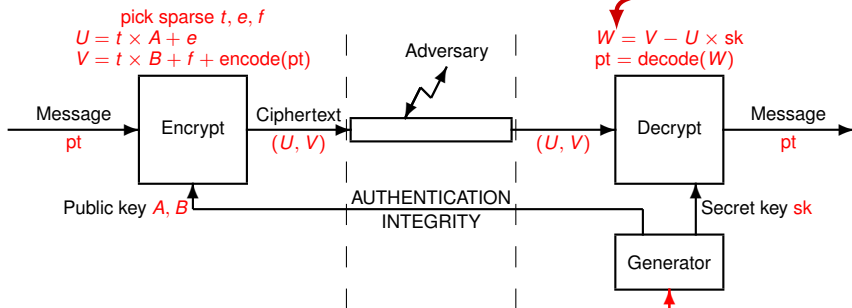 pick sparse t, e, f
U = t × A + e
V = t × B + f + encode(pt)
W = V − U × sk
pt = decode(W)
Adversary
Message
pt
Encrypt
Ciphertext
(U, V)
(U, V)
Decrypt
Message
pt
Public key A, B
AUTHENTICATION
INTEGRITY
Secret key sk
Generator